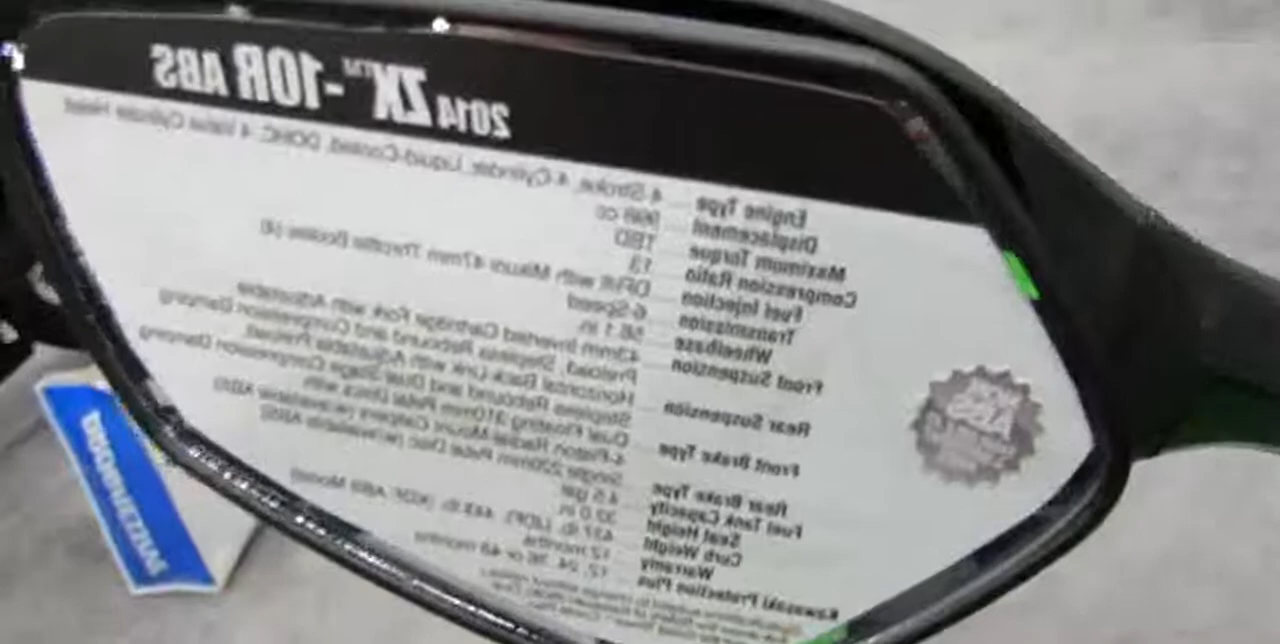 2014 ZX™-10R ABS
Engine Type 4-Stroke, 4-Cylinder, Liquid-Cooled, DOHC, 4 Valve Cylinder Head
Displacement 998 cc
Maximum Torque TBD
Compression Ratio 13
Fuel Injection DFI® with Mikuni 47mm Throttle Bodies (4)
Transmission 6-Speed
Wheelbase 56.1 in.
Front Suspension 43mm Inverted Cartridge Fork with Adjustable
Preload, Stepless Rebound and Compression Damping
Rear Suspension Horizontal Back Link with Adjustable Preload,
Stepless Rebound and Dual Stage Compression Damping
Front Brake Type Dual Floating 310mm Petal Discs with
4-Piston Radial Mount Calipers (w/available ABS)
Rear Brake Type Single 220mm Petal Disc (w/available ABS)
Fuel Tank Capacity 4.5 gal.
Seat Height 32.0 in.
Curb Weight 437 lb. 443 lb. ABS Model)
Warranty 12 months
Kawasaki Protection Plus 12, 24, 36 or 48 months